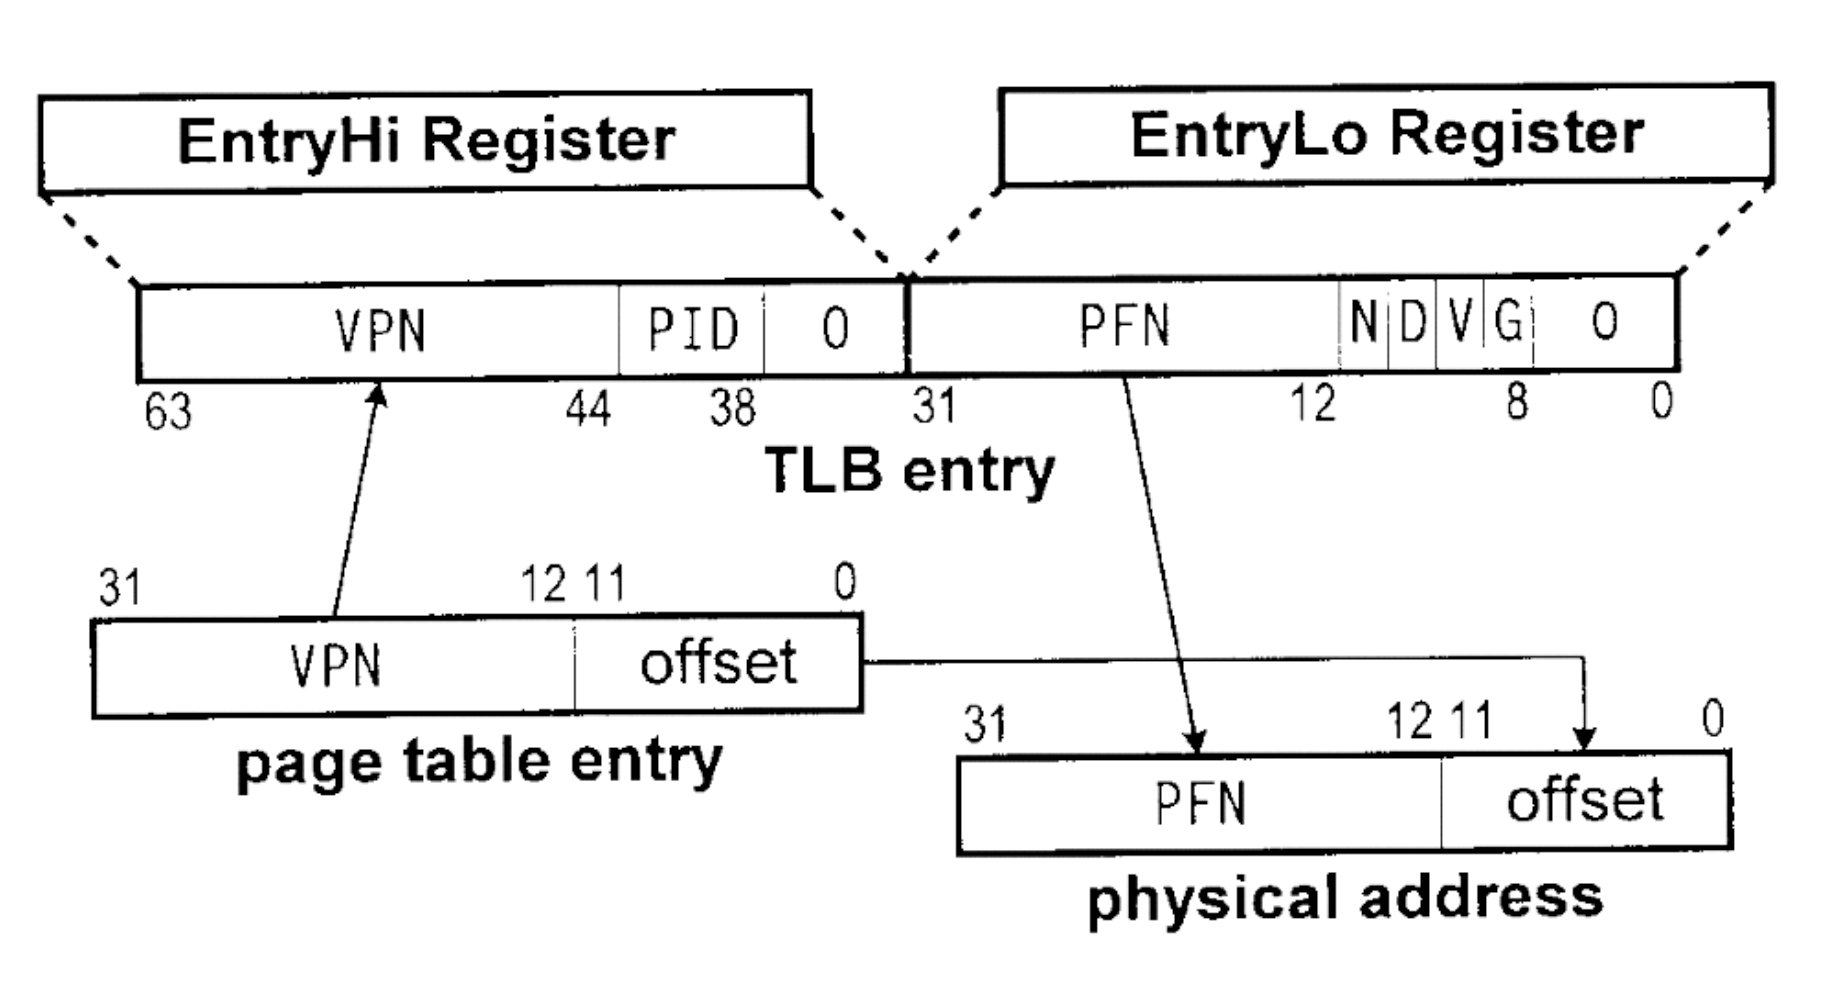 EntryHi Register EntryLo Register
VPN PID 0 PFN N D V G 0
63 44 38 31 12 8 0
TLB entry
31 12 11 0
VPN offset
page table entry
31 12 11 0
PFN offset
physical address